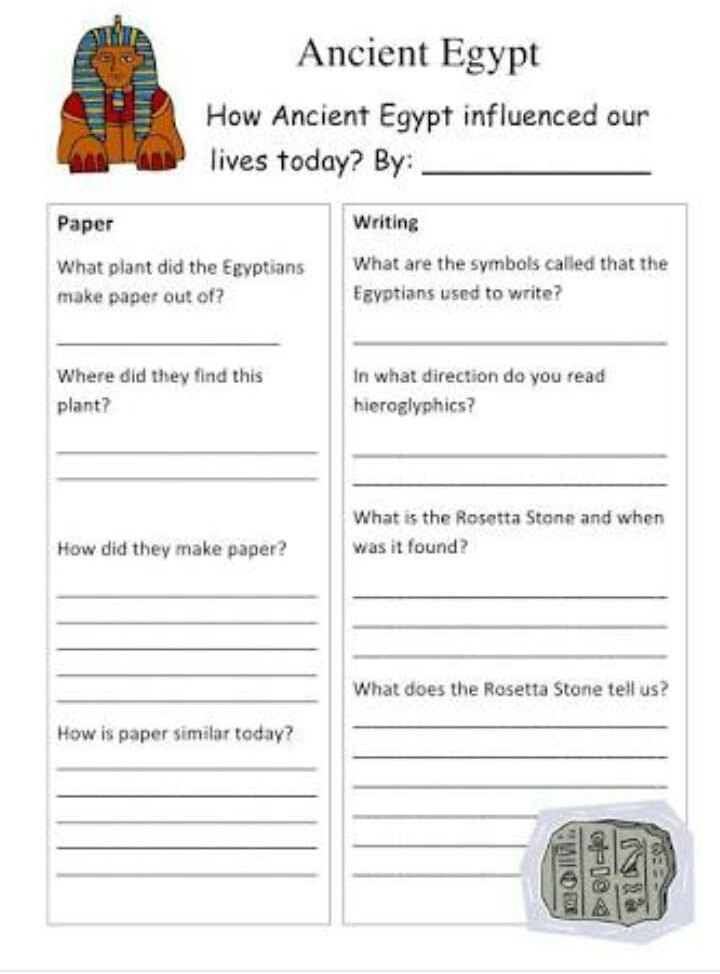 Ancient Egypt
How Ancient Egypt influenced our
lives today? By: _______________
Paper
What plant did the Egyptians
make paper out of?
Where did they find this
plant?
How did they make paper?
How is paper similar today?
Writing
What are the symbols called that the
Egyptians used to write?
In what direction do you read
hieroglyphics?
What is the Rosetta Stone and when
was it found?
What does the Rosetta Stone tell us?